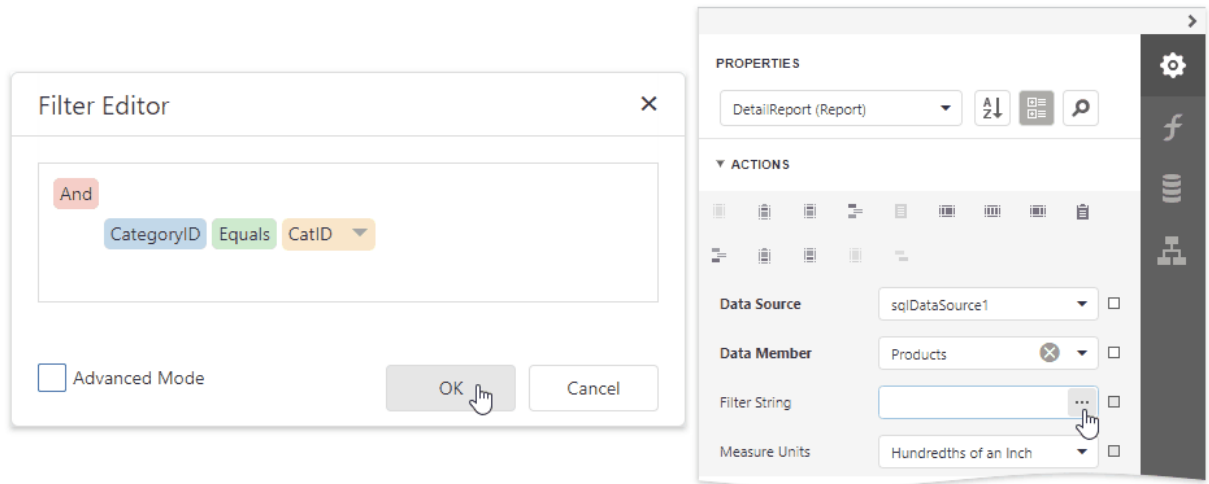 Filter Editor
And
CategoryID Equals CatID
Advanced Mode
OK
Cancel
PROPERTIES
DetailReport (Report)
ACTIONS
Data Source
sqlDataSource1
Data Member
Products
Filter String
...
Measure Units
Hundredths of an Inch